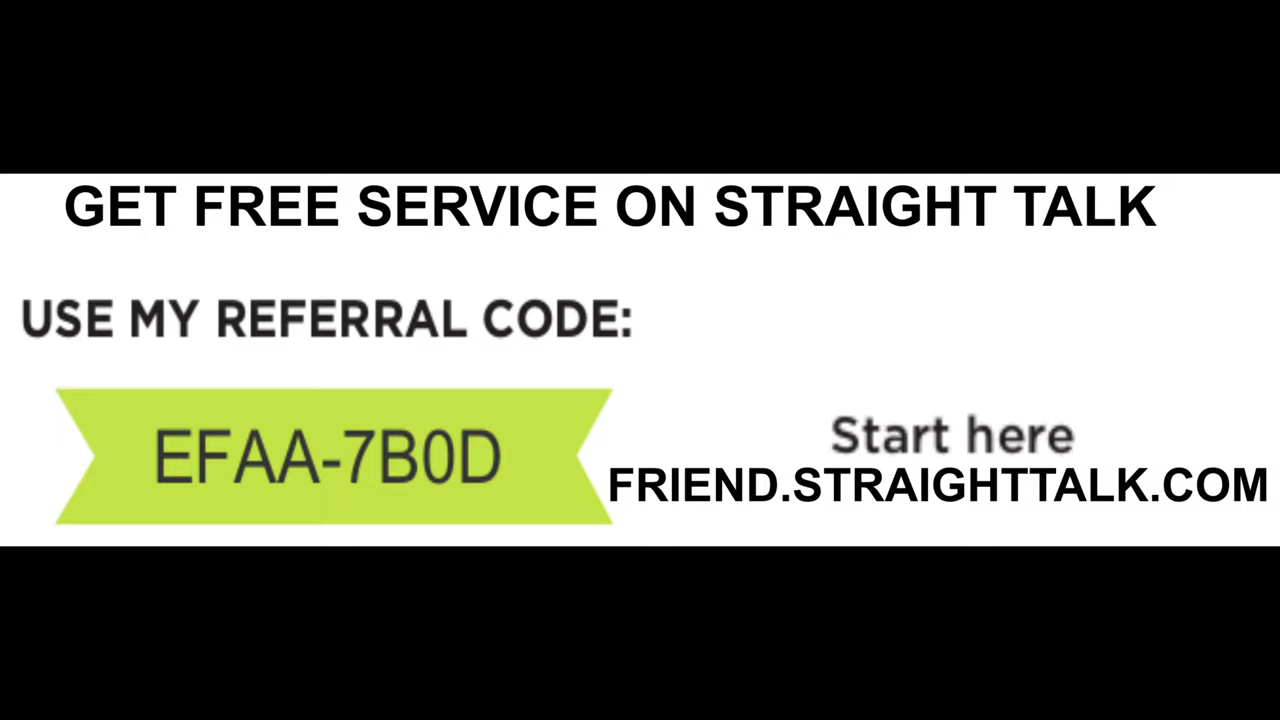 GET FREE SERVICE ON STRAIGHT TALK
USE MY REFERRAL CODE:
EFAA-7B0D
Start here
FRIEND.STRAIGHTTALK.COM